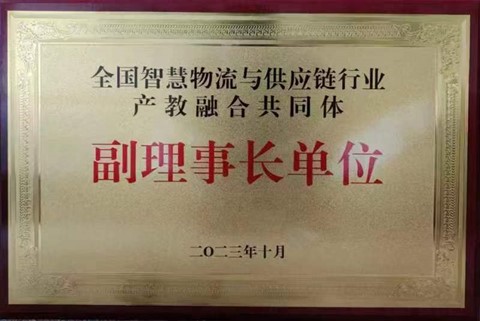 全国智慧物流与供应链行业
产教融合共同体
副理事长单位
二〇二三年十月